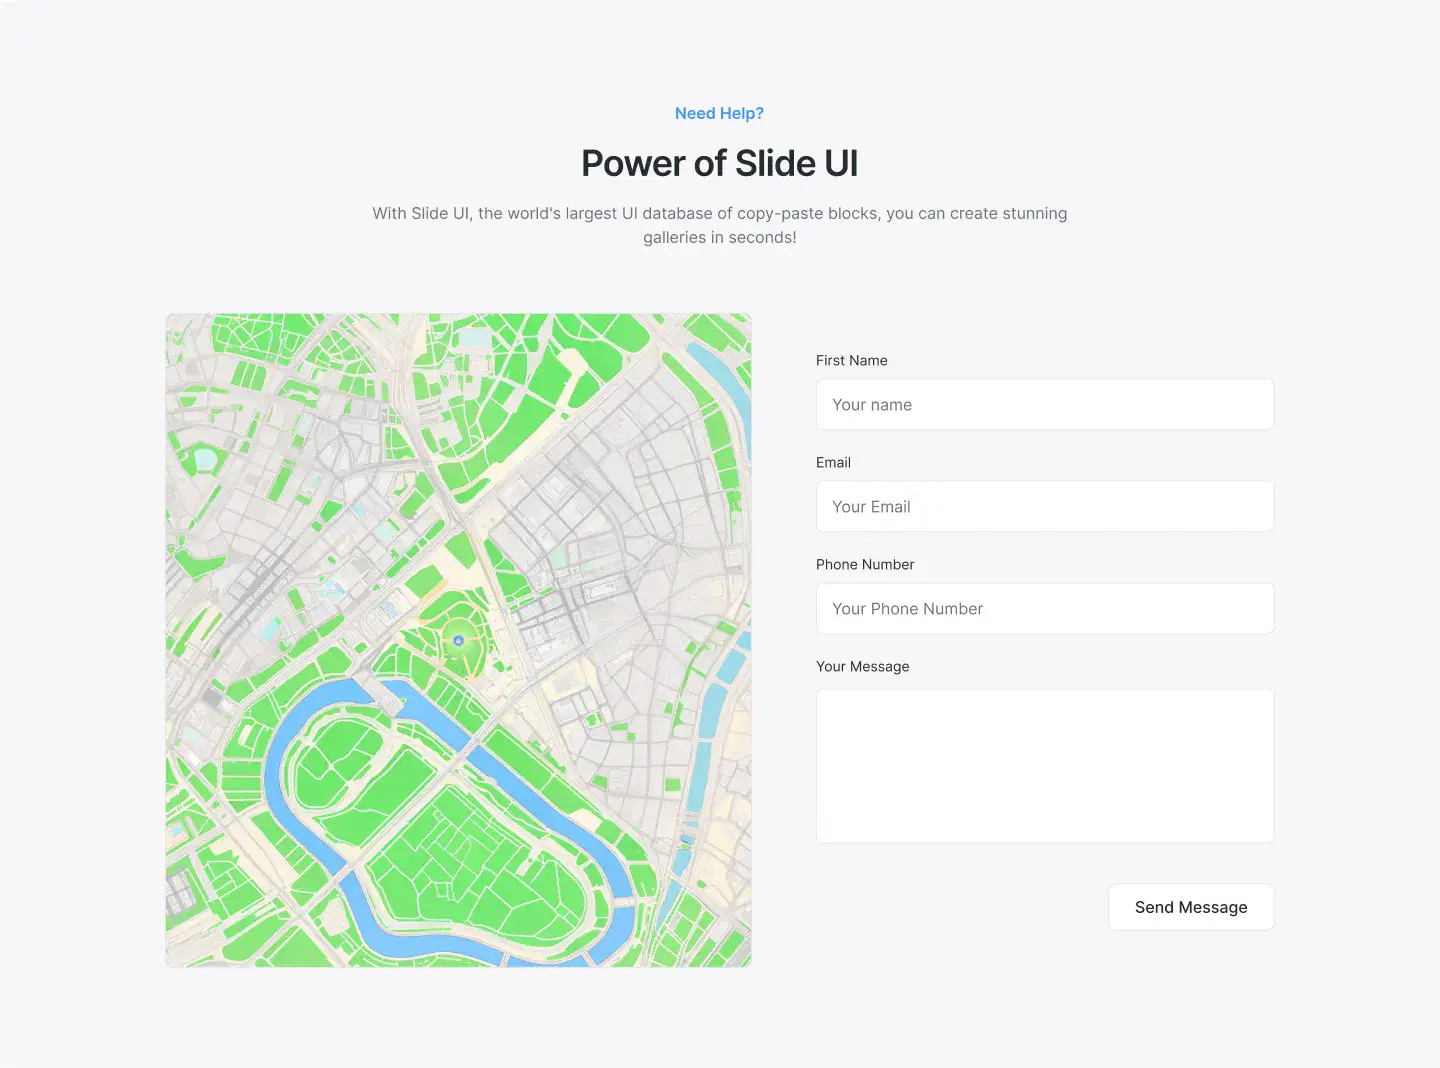 Need Help?
Power of Slide UI
With Slide UI, the world's largest UI database of copy-paste blocks, you can create stunning
galleries in seconds!
First Name
Your name
Email
Your Email
Phone Number
Your Phone Number
Your Message
Send Message